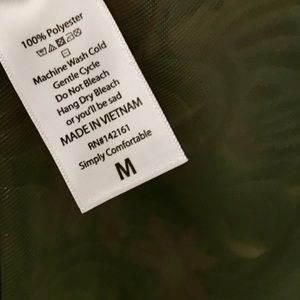 100% Polyester
Machine Wash Cold
Gentle Cycle
Do Not Bleach
Hang Dry Bleach
or you'll be sad
MADE IN VIETNAM
RN#142161
Simply Comfortable
M